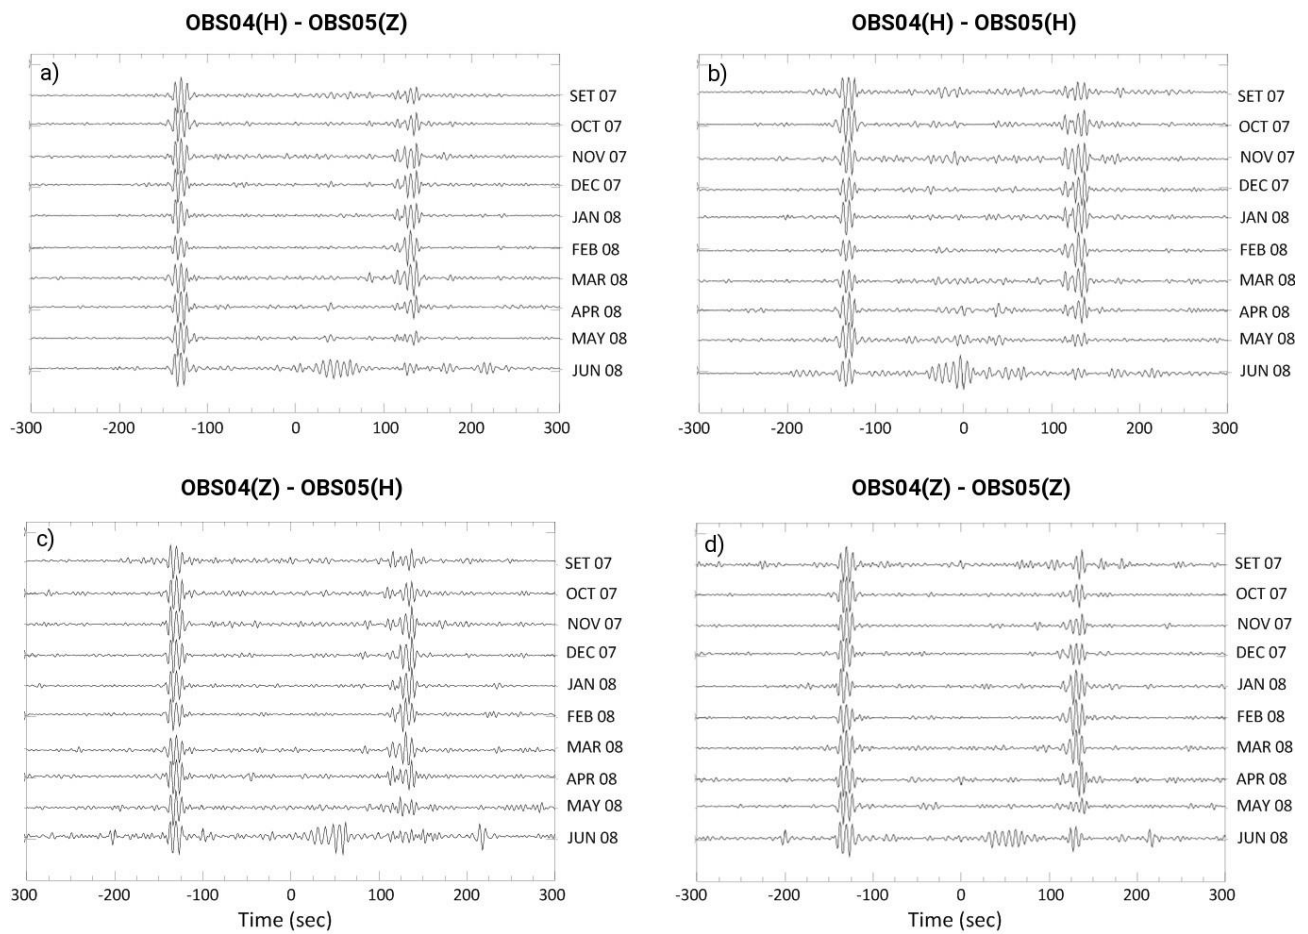 OBS04(H) - OBS05(Z)
a)
SET 07
OCT 07
NOV 07
DEC 07
JAN 08
FEB 08
MAR 08
APR 08
MAY 08
JUN 08
-300 -200 -100 0 100 200 300
OBS04(H) - OBS05(H)
b)
SET 07
OCT 07
NOV 07
DEC 07
JAN 08
FEB 08
MAR 08
APR 08
MAY 08
JUN 08
-300 -200 -100 0 100 200 300
OBS04(Z) - OBS05(H)
c)
SET 07
OCT 07
NOV 07
DEC 07
JAN 08
FEB 08
MAR 08
APR 08
MAY 08
JUN 08
300 -200 -100 0 100 200 300
Time (sec)
OBS04(Z) - OBS05(Z)
d)
SET 07
OCT 07
NOV 07
DEC 07
JAN 08
FEB 08
MAR 08
APR 08
MAY 08
JUN 08
-300 -200 -100 0 100 200 300
Time (sec)